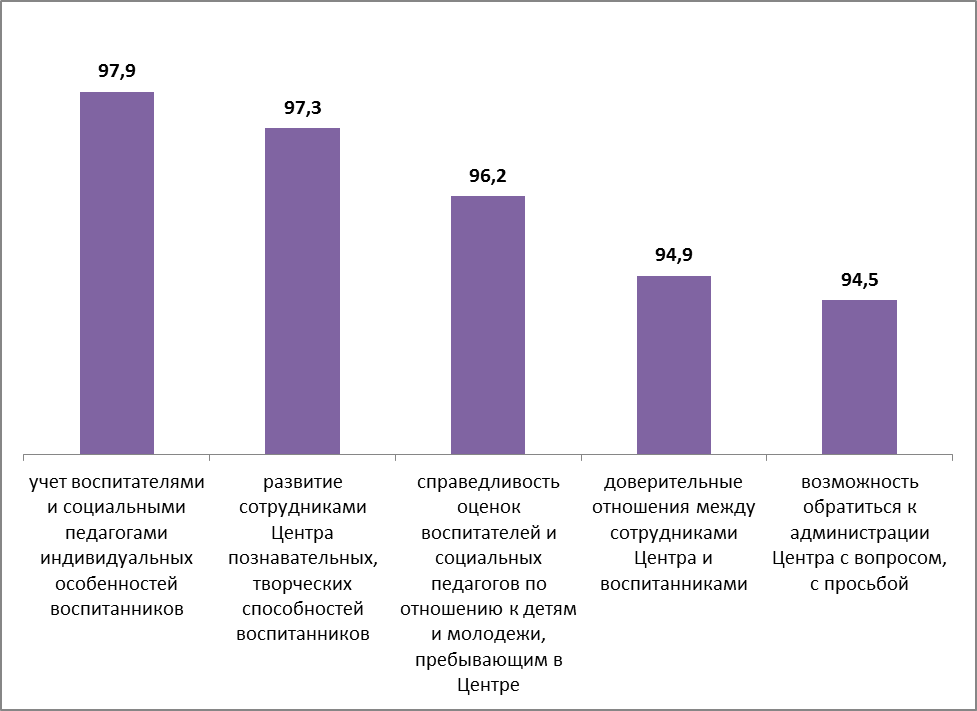 97,9
97,3
96,2
94,9
94,5
учет воспитателями
и социальными
педагогами
индивидуальных
особенностей
воспитанников
развитие
сотрудниками
Центра
познавательных,
творческих
способностей
воспитанников
справедливость
оценок
воспитателей и
социальных
педагогов по
отношению к детям
и молодежи,
пребывающим в
Центре
доверительные
отношения между
сотрудниками
Центра и
воспитанниками
возможность
обратиться к
администрации
Центра с вопросом,
с просьбой